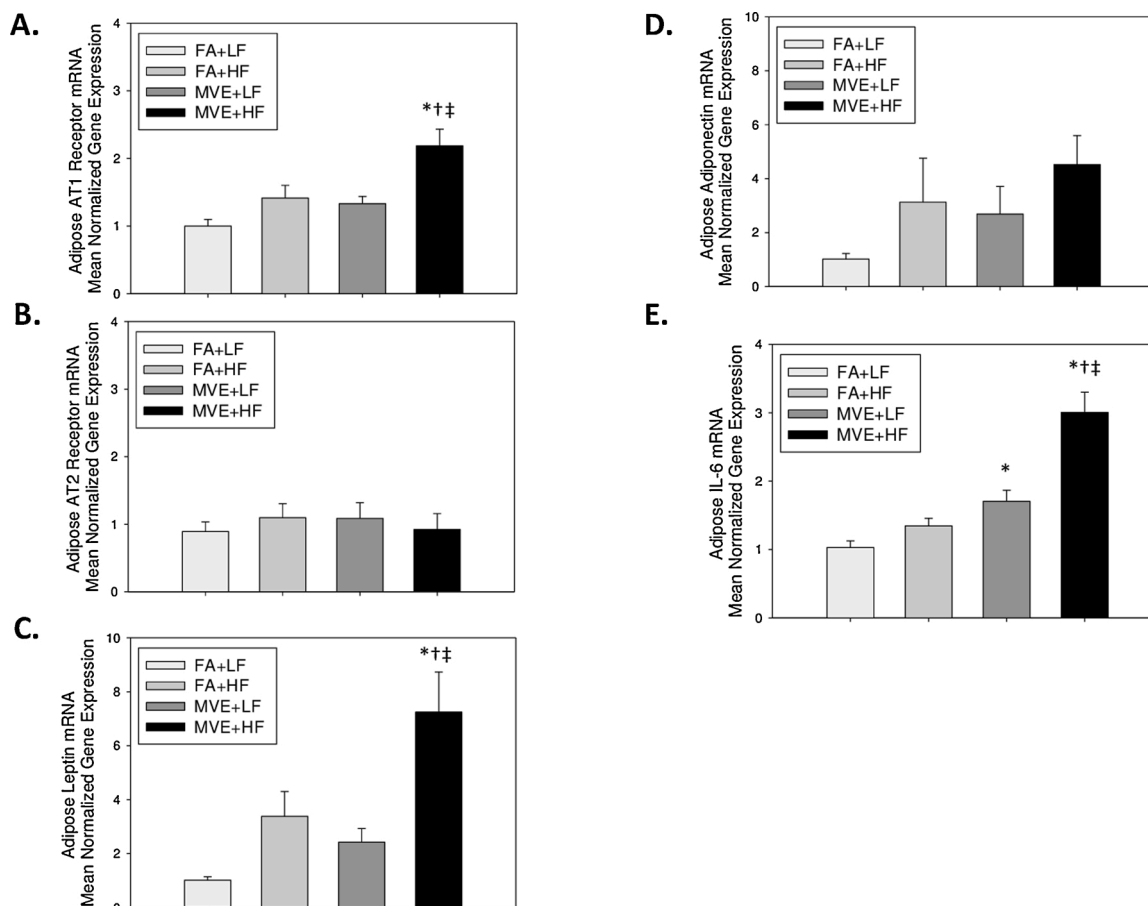 A.
Adipose AT1 Receptor mRNA
Mean Normalized Gene Expression
4
3
2
1
0
FA+LF
FA+HF
MVE+LF
MVE+HF
*†‡
B.
Adipose AT2 Receptor mRNA
Mean Normalized Gene Expression
4
3
2
1
0
FA+LF
FA+HF
MVE+LF
MVE+HF
C.
Adipose Leptin mRNA
Mean Normalized Gene Expression
10
8
6
4
2
0
FA+LF
FA+HF
MVE+LF
MVE+HF
*†‡
D.
Adipose Adiponectin mRNA
Mean Normalized Gene Expression
10
8
6
4
2
0
FA+LF
FA+HF
MVE+LF
MVE+HF
E.
Adipose IL-6 mRNA
Mean Normalized Gene Expression
4
3
2
1
0
FA+LF
FA+HF
MVE+LF
MVE+HF
*
*†‡